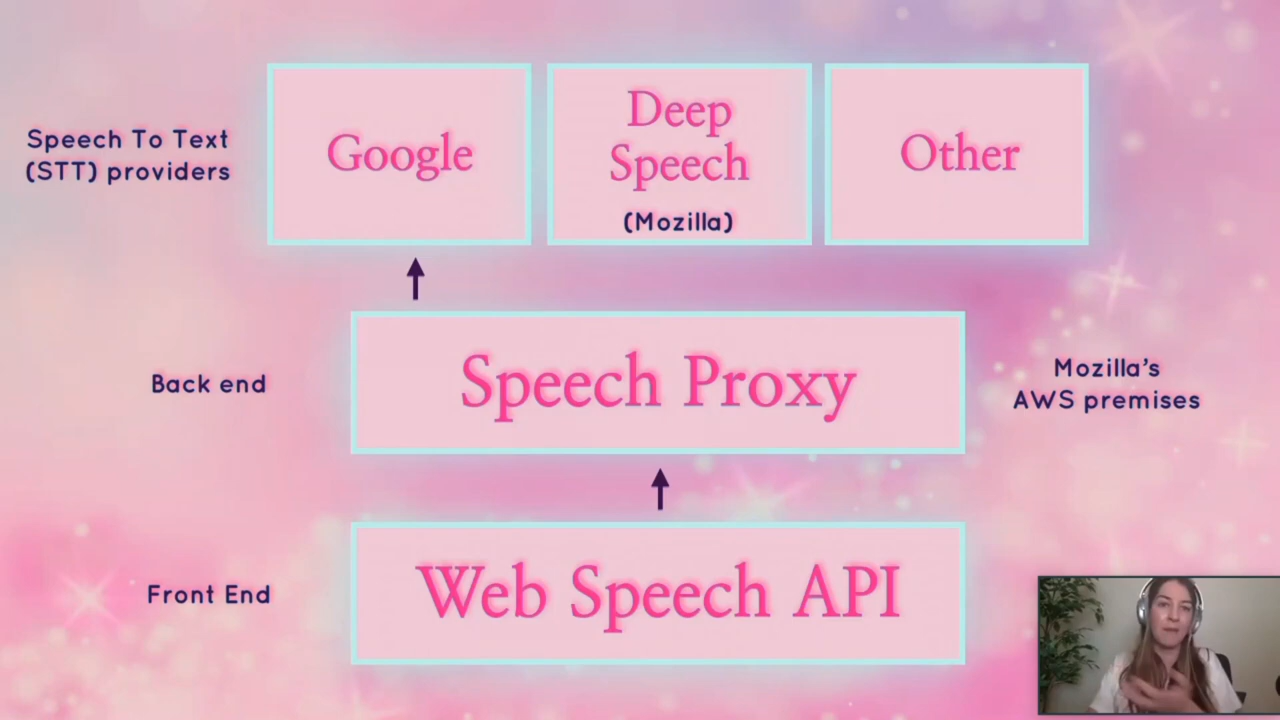 Speech To Text
(STT) providers
Google
Deep
Speech
(Mozilla)
Other
Back end
Speech Proxy
Mozilla's
AWS premises
Front End
Web Speech API